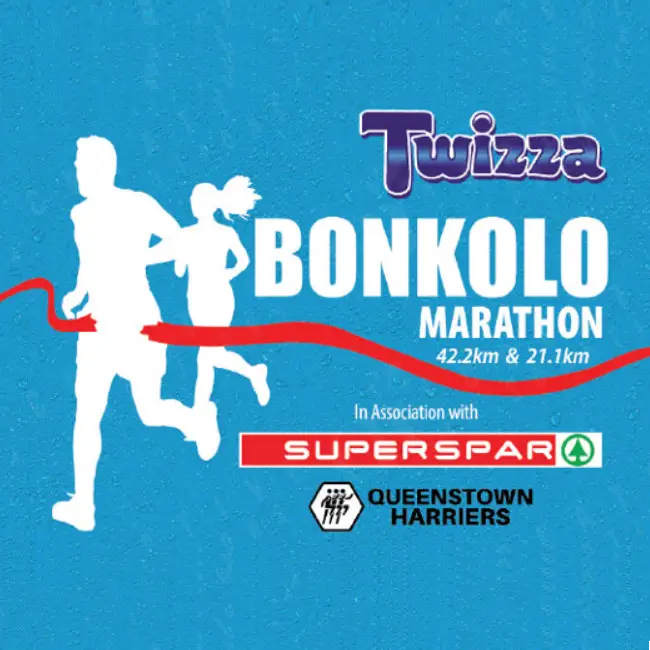 Twizza
BONKOLO
MARATHON
42.2km & 21.1km
In Association with
SUPERSPAR
QUEENSTOWN
HARRIERS